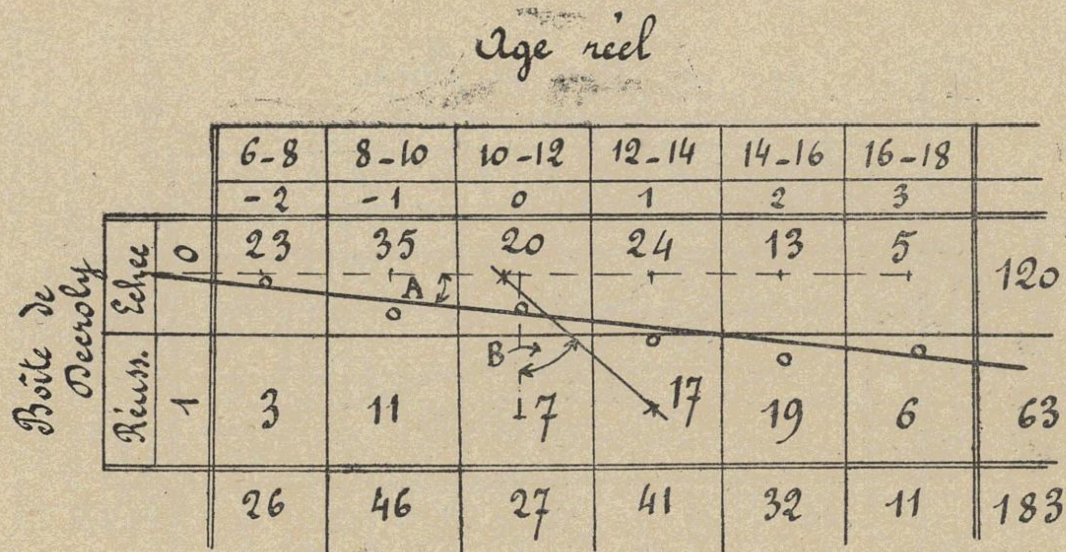 Age réel
6-8 8-10 10-12 12-14 14-16 16-18
-2 -1 0 1 2 3
Boîte de Decroly
Echec 0 23 35 20 24 13 5 120
A
B
Réuss. 1 3 11 7 17 19 6 63
26 46 27 41 32 11 183